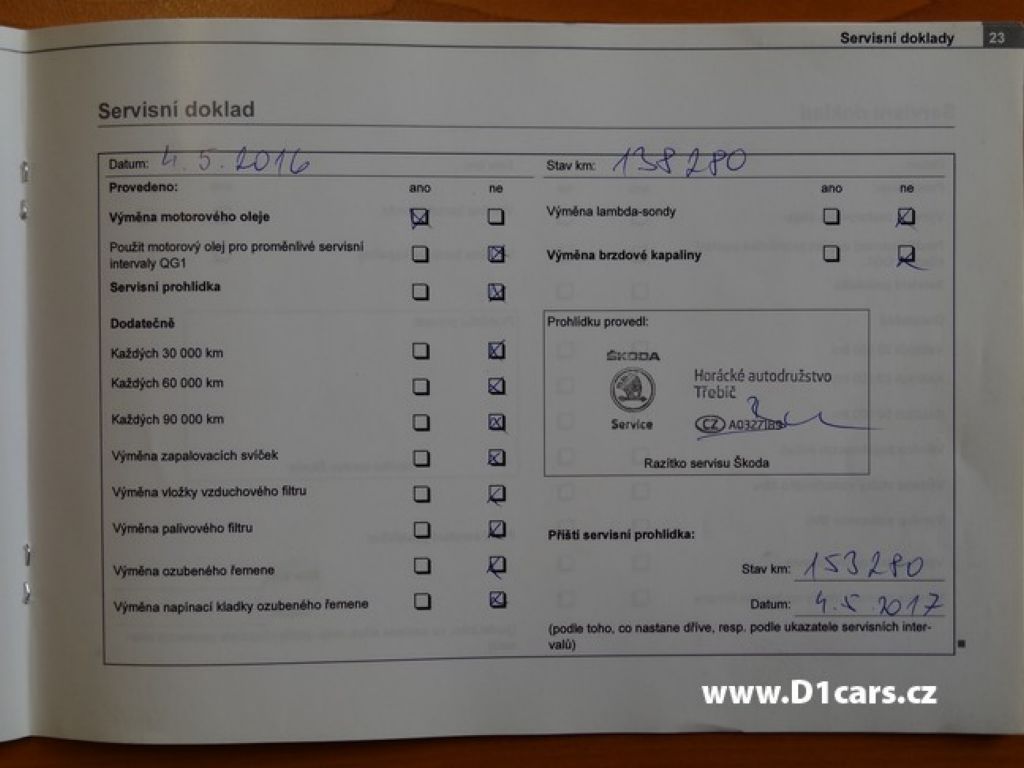 Servisní doklady 23
Servisní doklad
Datum: 4.5.2016
Stav km: 138280
Provedeno: ano ne
ano ne
Výměna motorového oleje
Výměna lambda-sondy
Použit motorový olej pro proměnlivé servisní
intervaly QG1
Výměna brzdové kapaliny
Servisní prohlídka
Dodatečně
Každých 30 000 km
Každých 60 000 km
Každých 90 000 km
Výměna zapalovacích svíček
Výměna vložky vzduchového filtru
Výměna palivového filtru
Výměna ozubeného řemene
Výměna napínací kladky ozubeného řemene
Prohlídku provedl:
ŠKODA
Service
Horácké autodružstvo
Třebíč
CZ
Razítko servisu Škoda
Příští servisní prohlídka:
Stav km: 153280
Datum: 4.5.2017
(podle toho, co nastane dříve, resp. podle ukazatele servisních inter-
valů)
www.D1cars.cz